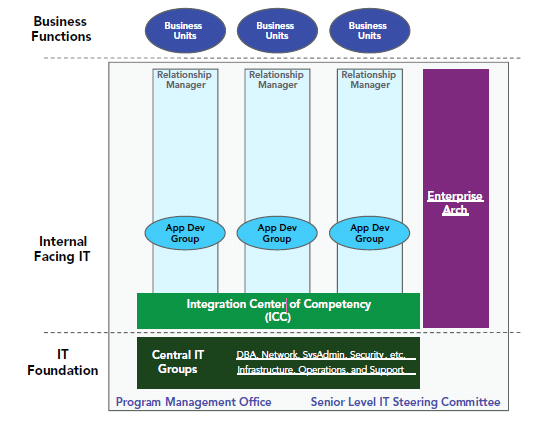 Business
Functions
Business
Units
Business
Units
Business
Units
Relationship
Manager
Relationship
Manager
Relationship
Manager
Enterprise
Arch.
App Dev
Group
App Dev
Group
App Dev
Group
Internal
Facing IT
Integration Center of Competency
(ICC)
IT
Foundation
Central IT
Groups
DBA, Network, SysAdmin, Security, etc.
Infrastructure, Operations, and Support
Program Management Office
Senior Level IT Steering Committee